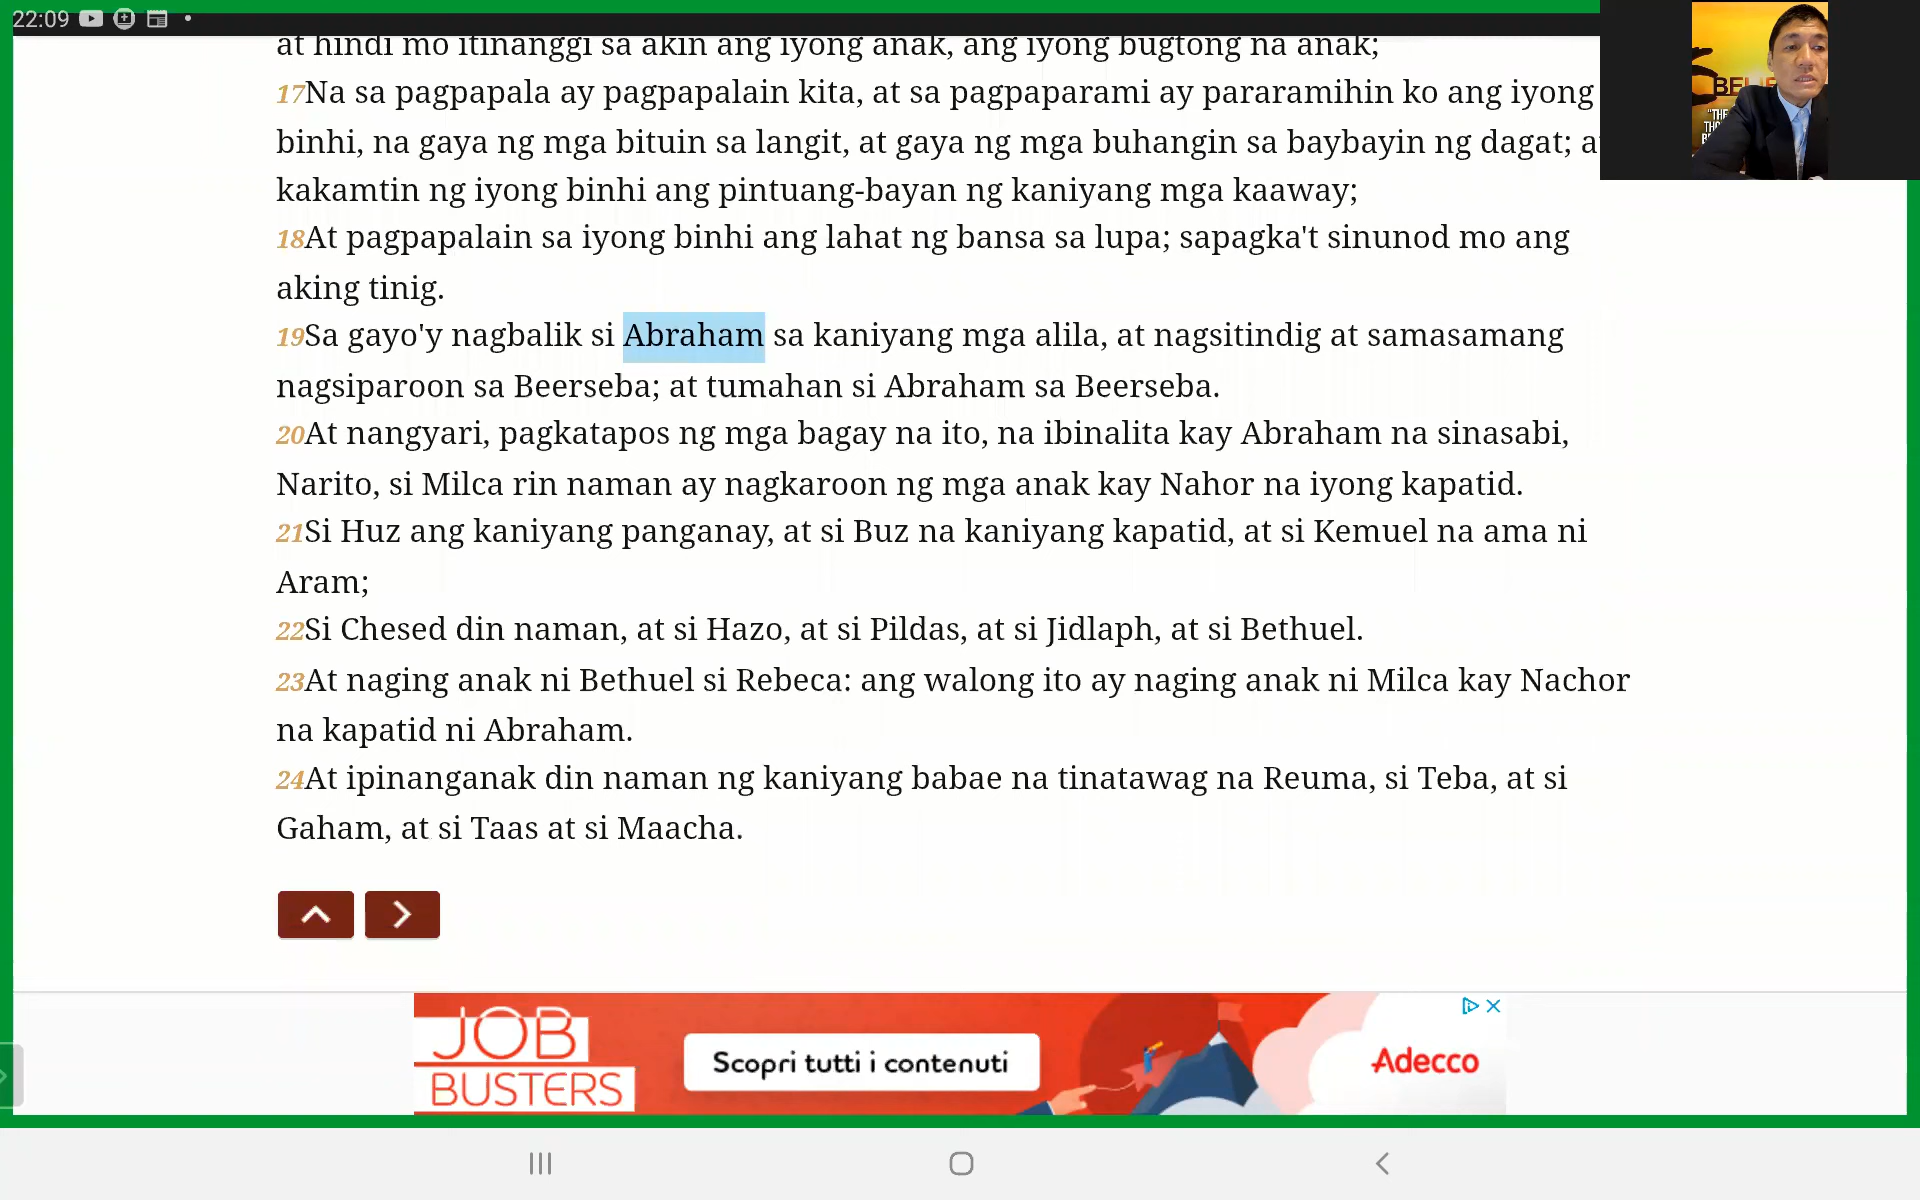 22:09
at hindi mo itinanggi sa akin ang iyong anak, ang iyong bugtong na anak;
17Na sa pagpapala ay pagpapalain kita, at sa pagpaparami ay pararamihin ko ang iyong
binhi, na gaya ng mga bituin sa langit, at gaya ng mga buhangin sa baybayin ng dagat; a
kakamtin ng iyong binhi ang pintuang-bayan ng kaniyang mga kaaway;
18At pagpapalain sa iyong binhi ang lahat ng bansa sa lupa; sapagka't sinunod mo ang
aking tinig.
19Sa gayo'y nagbalik si Abraham sa kaniyang mga alila, at nagsitindig at samasamang
nagsiparoon sa Beerseba; at tumahan si Abraham sa Beerseba.
20At nangyari, pagkatapos ng mga bagay na ito, na ibinalita kay Abraham na sinasabi,
Narito, si Milca rin naman ay nagkaroon ng mga anak kay Nahor na iyong kapatid.
21Si Huz ang kaniyang panganay, at si Buz na kaniyang kapatid, at si Kemuel na ama ni
Aram;
22Si Chesed din naman, at si Hazo, at si Pildas, at si Jidlaph, at si Bethuel.
23At naging anak ni Bethuel si Rebeca: ang walong ito ay naging anak ni Milca kay Nachor
na kapatid ni Abraham.
24At ipinanganak din naman ng kaniyang babae na tinatawag na Reuma, si Teba, at si
Gaham, at si Taas at si Maacha.
JOB
BUSTERS
Scopri tutti i contenuti
Adecco